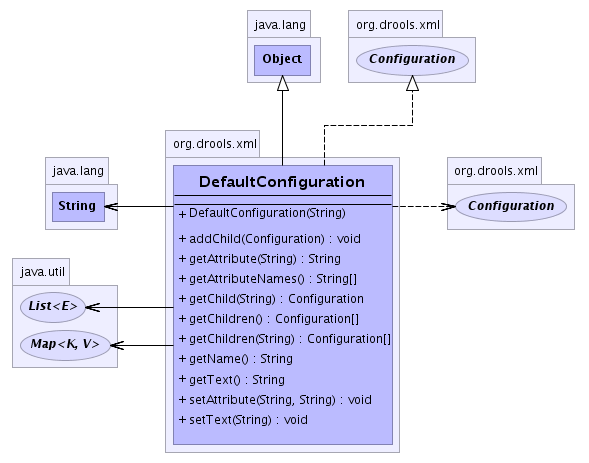 java.lang
Object
org.drools.xml
Configuration
org.drools.xml
DefaultConfiguration
+ DefaultConfiguration(String)
+ addChild(Configuration) : void
+ getAttribute(String) : String
+ getAttributeNames() : String[]
+ getChild(String) : Configuration
+ getChildren() : Configuration[]
+ getChildren(String) : Configuration[]
+ getName() : String
+ getText() : String
+ setAttribute(String, String) : void
+ setText(String) : void
java.lang
String
org.drools.xml
Configuration
java.util
List<E>
Map<K, V>